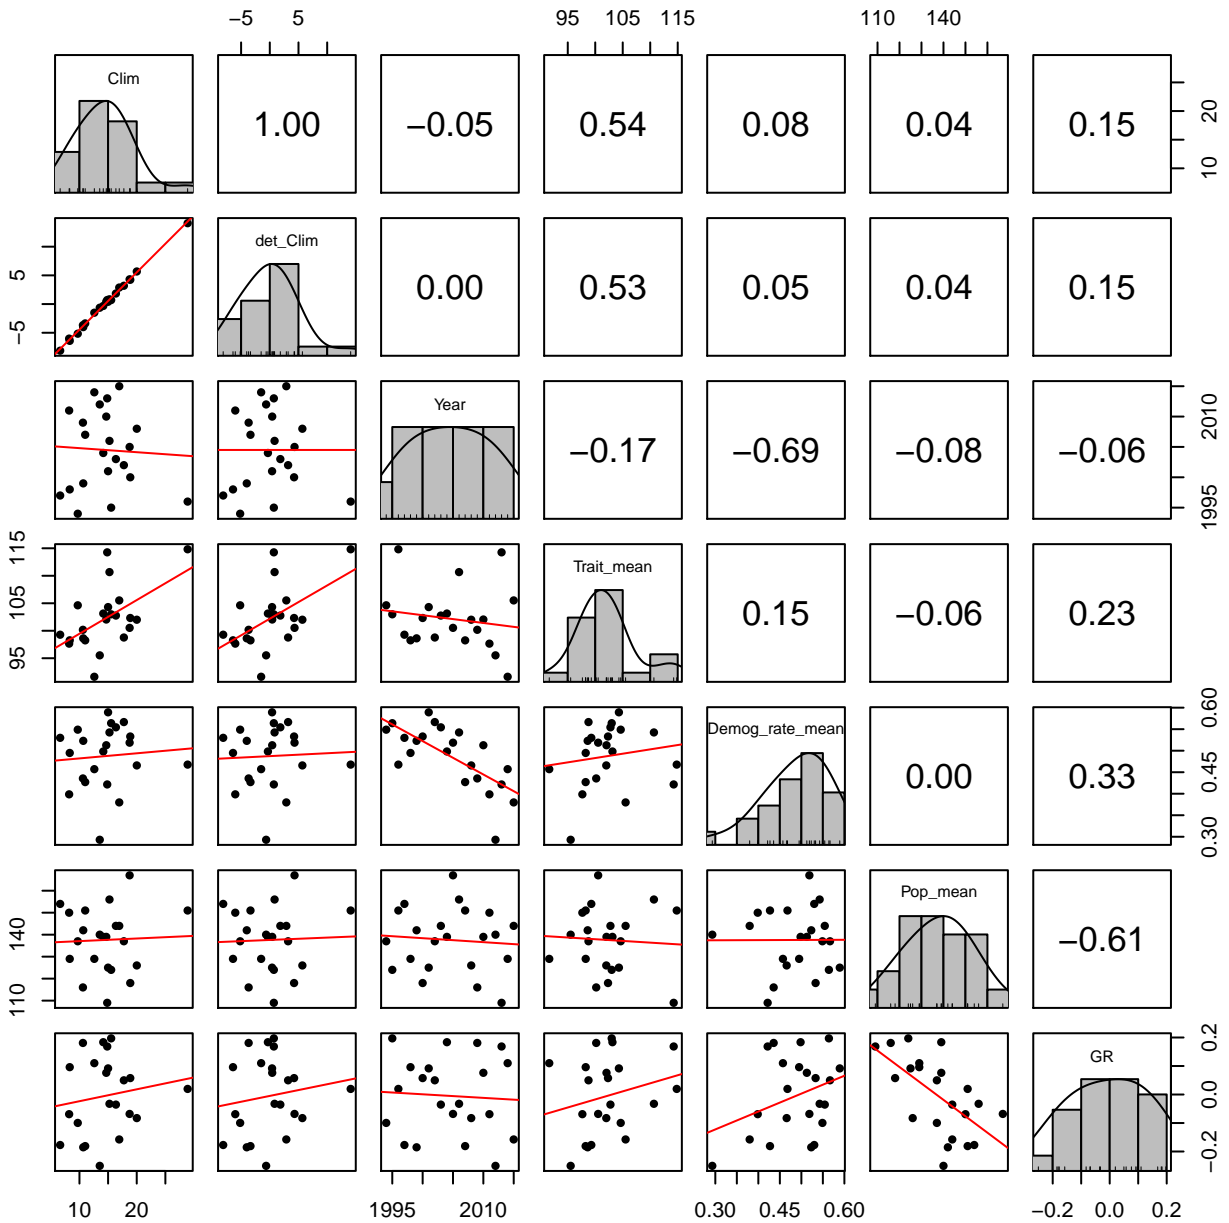 −5 5 95 105 115 110 140
Clim
1.00 −0.05 0.54 0.08 0.04 0.15
10 20
det_Clim
0.00 0.53 0.05 0.04 0.15
−5 5
Year
−0.17 −0.69 −0.08 −0.06
1995 2010
Trait_mean
0.15 −0.06 0.23
95 105 115
Demog_rate_mean
0.00 0.33
0.30 0.45 0.60
Pop_mean
−0.61
110 140
GR
−0.2 0.0 0.2
10 20 1995 2010 0.30 0.45 0.60 −0.2 0.0 0.2